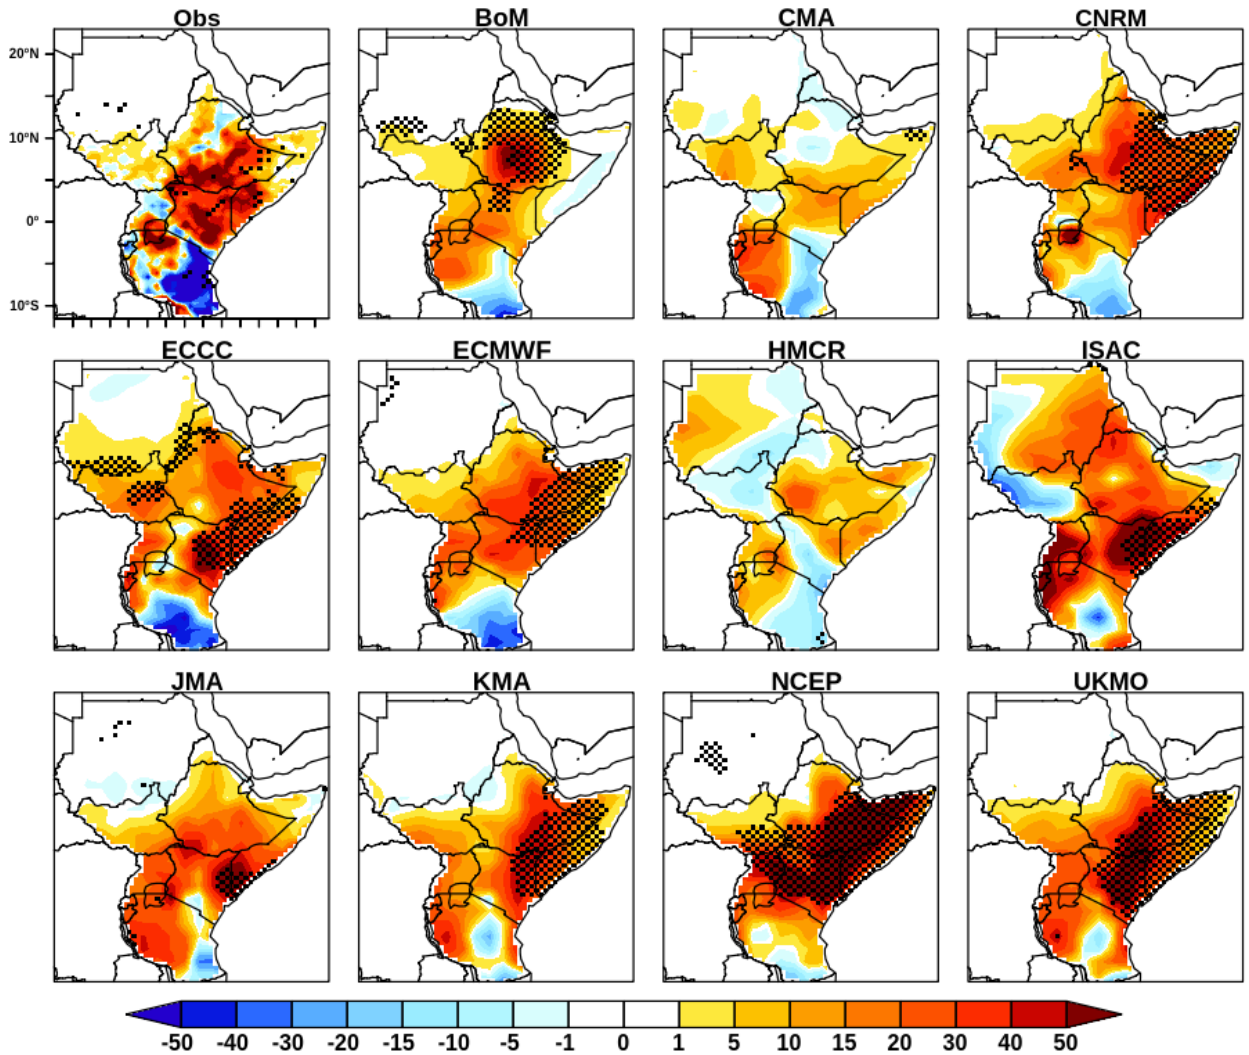 Obs BoM CMA CNRM
20°N
10°N
0°
10°S
ECCC ECMWF HMCR ISAC
JMA KMA NCEP UKMO
-50 -40 -30 -20 -15 -10 -5 -1 0 1 5 10 15 20 30 40 50